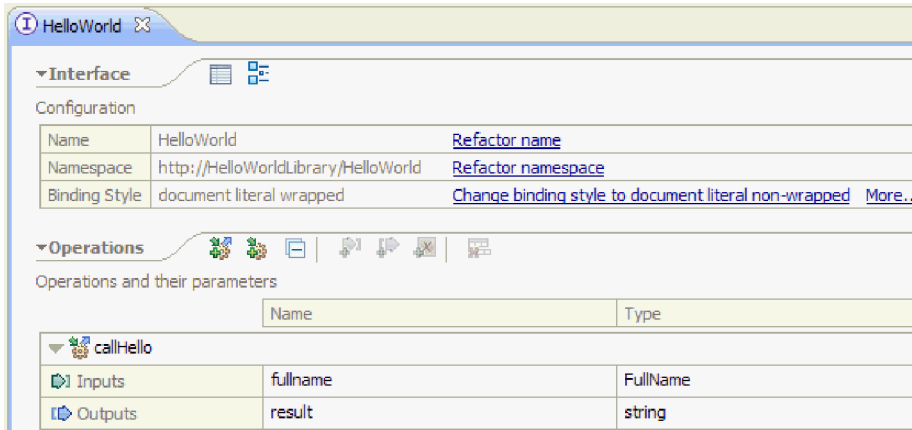 HelloWorld
Interface
Configuration
Name HelloWorld Refactor name
Namespace http://HelloWorldLibrary/HelloWorld Refactor namespace
Binding Style document literal wrapped Change binding style to document literal non-wrapped More..
Operations
Operations and their parameters
Name Type
callHello
Inputs fullname FullName
Outputs result string